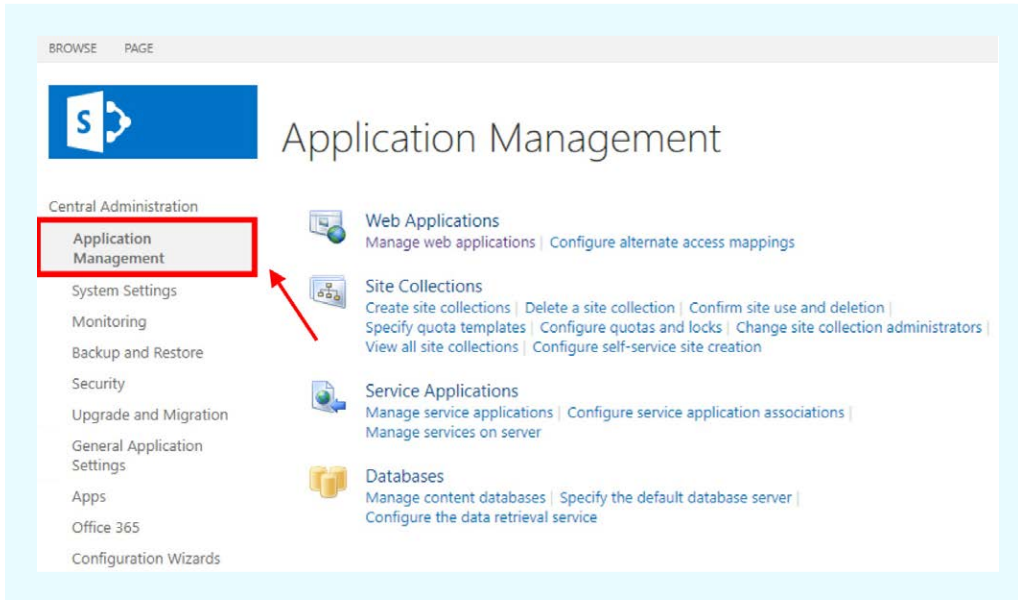 BROWSE PAGE
S
Application Management
Central Administration
Application
Management
System Settings
Monitoring
Backup and Restore
Security
Upgrade and Migration
General Application
Settings
Apps
Office 365
Configuration Wizards
Web Applications
Manage web applications | Configure alternate access mappings
Site Collections
Create site collections | Delete a site collection | Confirm site use and deletion |
Specify quota templates | Configure quotas and locks | Change site collection administrators |
View all site collections | Configure self-service site creation
Service Applications
Manage service applications | Configure service application associations |
Manage services on server
Databases
Manage content databases | Specify the default database server |
Configure the data retrieval service